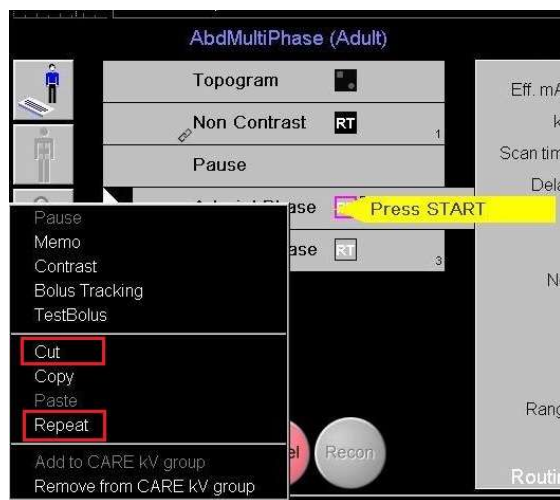 AbdMultiPhase (Adult)
Topogram
Eff. mA
Non Contrast RT 1
k
Scan tim
Pause
Dela
ase Press START
ase RT 3
N
Pause
Memo
Contrast
Bolus Tracking
TestBolus
Cut
Copy
Paste
Repeat
Rang
el Recon
Add to CARE kV group
Remove from CARE kV group
Routin